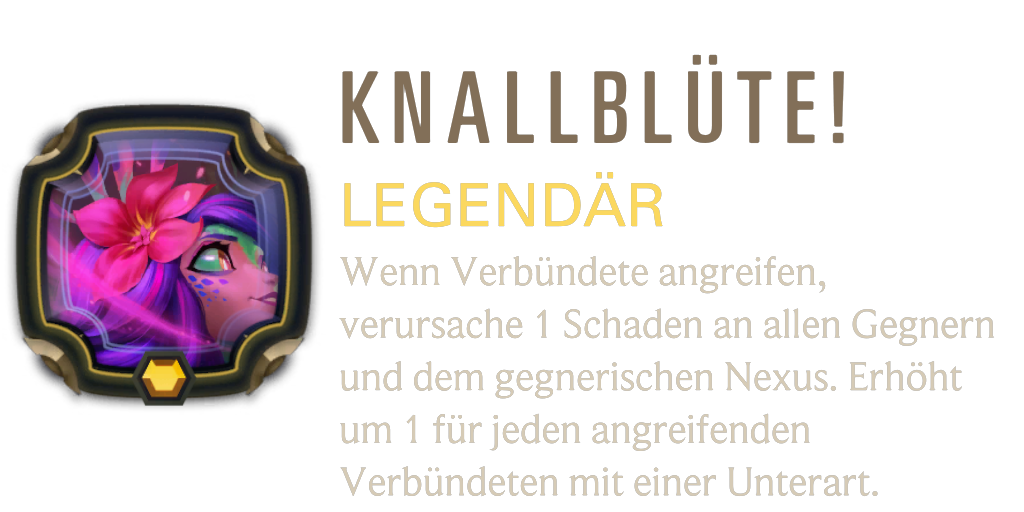 KNALLBLÜTE!
LEGENDÄR
Wenn Verbündete angreifen,
verursache 1 Schaden an allen Gegnern
und dem gegnerischen Nexus. Erhöht
um 1 für jeden angreifenden
Verbündeten mit einer Unterart.